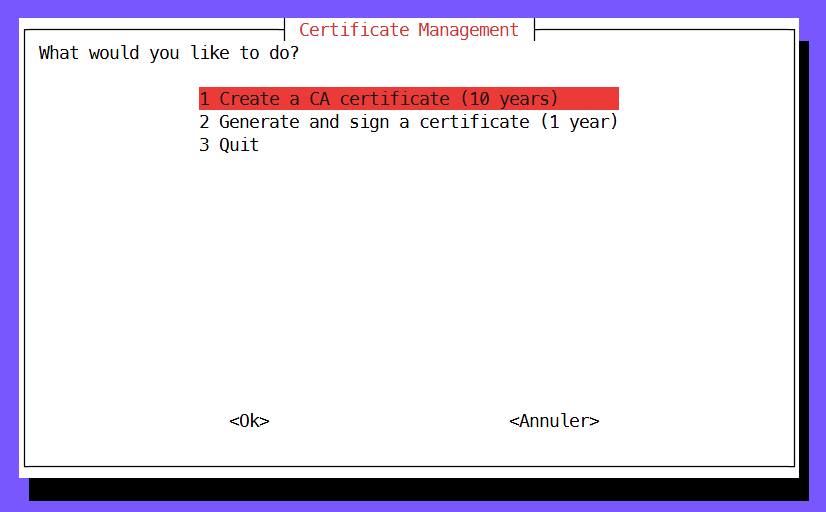 Certificate Management
What would you like to do?
1 Create a CA certificate (10 years)
2 Generate and sign a certificate (1 year)
3 Quit
<Ok> <Annuler>